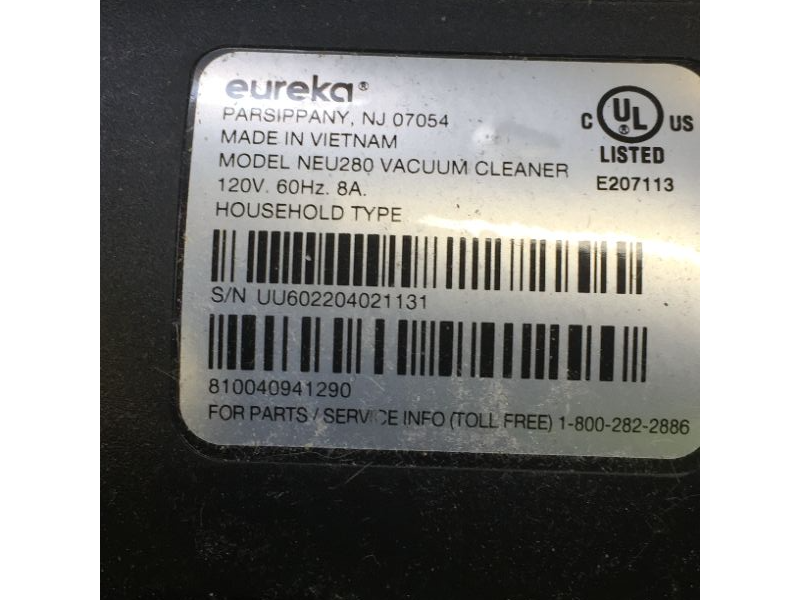 eureka®
PARSIPPANY, NJ 07054
MADE IN VIETNAM
MODEL NEU280 VACUUM CLEANER
120V. 60Hz. 8A.
HOUSEHOLD TYPE
C UL® US
LISTED
E207113
S/N UU602204021131
810040941290
FOR PARTS / SERVICE INFO (TOLL FREE) 1-800-282-2886